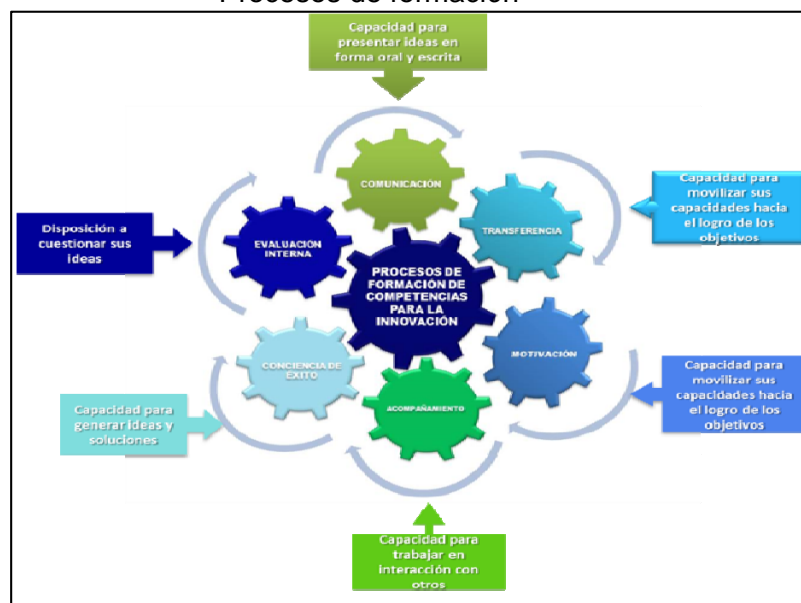 Procesos de formación
Capacidad para
presentar ideas en
forma oral y escrita
COMUNICACIÓN
TRANSFERENCIA
Capacidad para
movilizar sus
capacidades hacia
el logro de los
objetivos
EVALUACION
INTERNA
Disposición a
cuestionar sus
ideas
PROCESOS DE
FORMACIÓN DE
COMPETENCIAS
PARA LA
INNOVACIÓN
MOTIVACIÓN
Capacidad para
movilizar sus
capacidades hacia
el logro de los
objetivos
CONCIENCIA DE
ÉXITO
Capacidad para
generar ideas y
soluciones
ACOMPAÑAMIENTO
Capacidad para
trabajar en
interacción con
otros